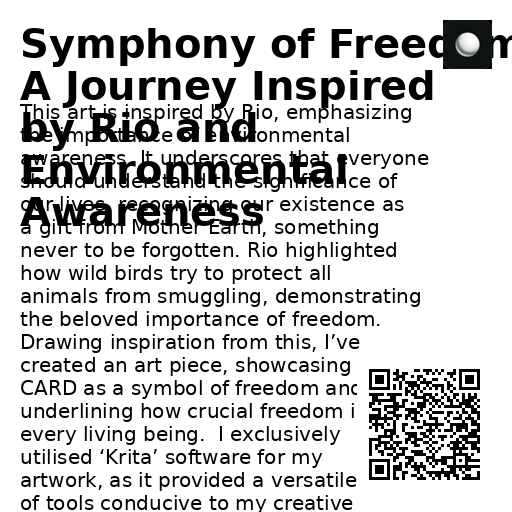 Symphony of Freedom
A Journey Inspired
by Rio and
Environmental
Awareness
This art is inspired by Rio, emphasizing
the importance of environmental
awareness. It underscores that everyone
should understand the significance of
our lives, recognizing our existence as
a gift from Mother Earth, something
never to be forgotten. Rio highlighted
how wild birds try to protect all
animals from smuggling, demonstrating
the beloved importance of freedom.
Drawing inspiration from this, I’ve
created an art piece, showcasing
CARD as a symbol of freedom and
underlining how crucial freedom i
every living being.  I exclusively
utilised ‘Krita’ software for my
artwork, as it provided a versatile
of tools conducive to my creative